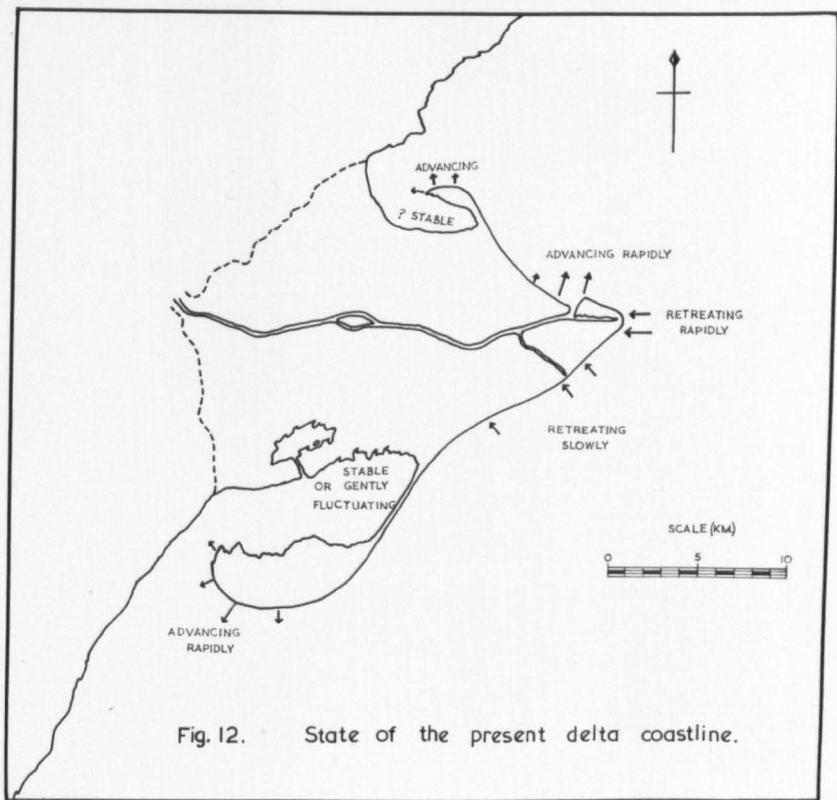 ADVANCING
? STABLE
ADVANCING RAPIDLY
RETREATING
RAPIDLY
RETREATING
SLOWLY
STABLE
OR GENTLY
FLUCTUATING
SCALE (KM)
0 5 10
ADVANCING
RAPIDLY
Fig. 12. State of the present delta coastline.